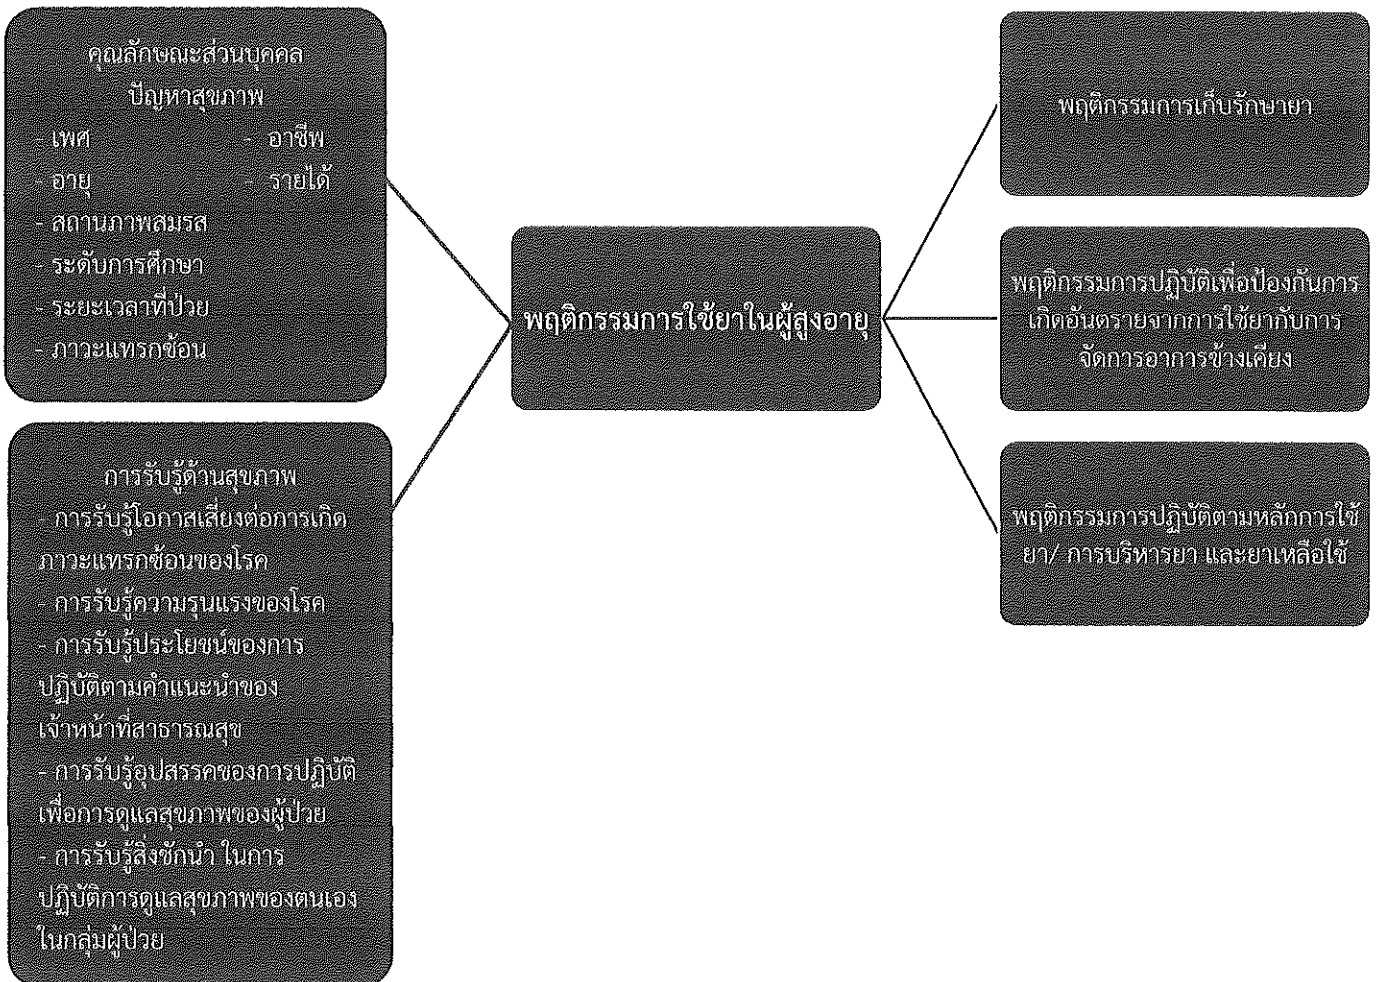 คุณลักษณะส่วนบุคคล
ปัญหาสุขภาพ
- เพศ - อาชีพ
- อายุ - รายได้
- สถานภาพสมรส
- ระดับการศึกษา
- ระยะเวลาที่ป่วย
- ภาวะแทรกซ้อน
การรับรู้ด้านสุขภาพ
- การรับรู้โอกาสเสี่ยงต่อการเกิด
ภาวะแทรกซ้อนของโรค
- การรับรู้ความรุนแรงของโรค
- การรับรู้ประโยชน์ของการ
ปฏิบัติตามคำแนะนำของ
เจ้าหน้าที่สาธารณสุข
- การรับรู้อุปสรรคของการปฏิบัติ
เพื่อการดูแลสุขภาพของผู้ป่วย
- การรับรู้สิ่งชักนำ ในการ
ปฏิบัติการดูแลสุขภาพของตนเอง
ในกลุ่มผู้ป่วย
พฤติกรรมการใช้ยาในผู้สูงอายุ
พฤติกรรมการเก็บรักษายา
พฤติกรรมการปฏิบัติเพื่อป้องกันการ
เกิดอันตรายจากการใช้ยากับการ
จัดการอาการข้างเคียง
พฤติกรรมการปฏิบัติตามหลักการใช้
ยา/ การบริหารยา และยาเหลือใช้